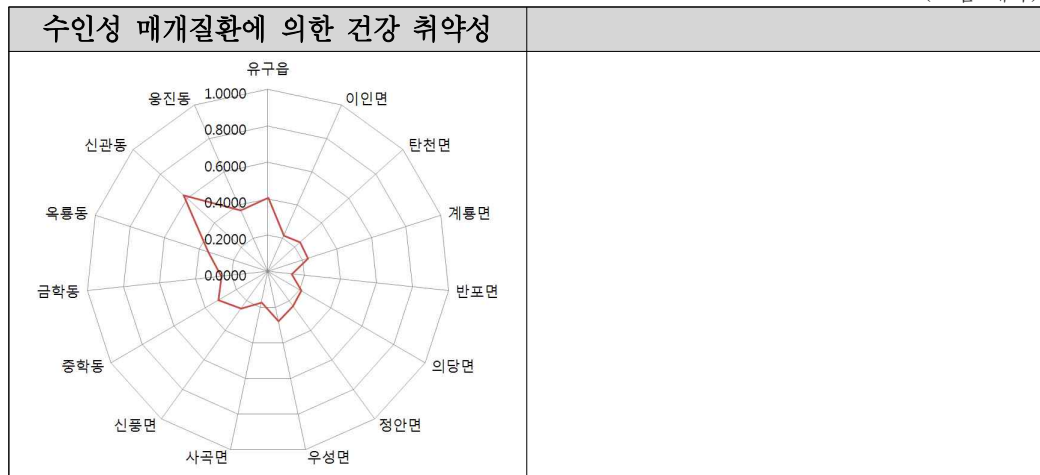 수인성 매개질환에 의한 건강 취약성
유구읍
이인면
탄천면
계룡면
반포면
의당면
정안면
우성면
사곡면
신풍면
중학동
금학동
옥룡동
신관동
웅진동
1.0000
0.8000
0.6000
0.4000
0.2000
0.0000